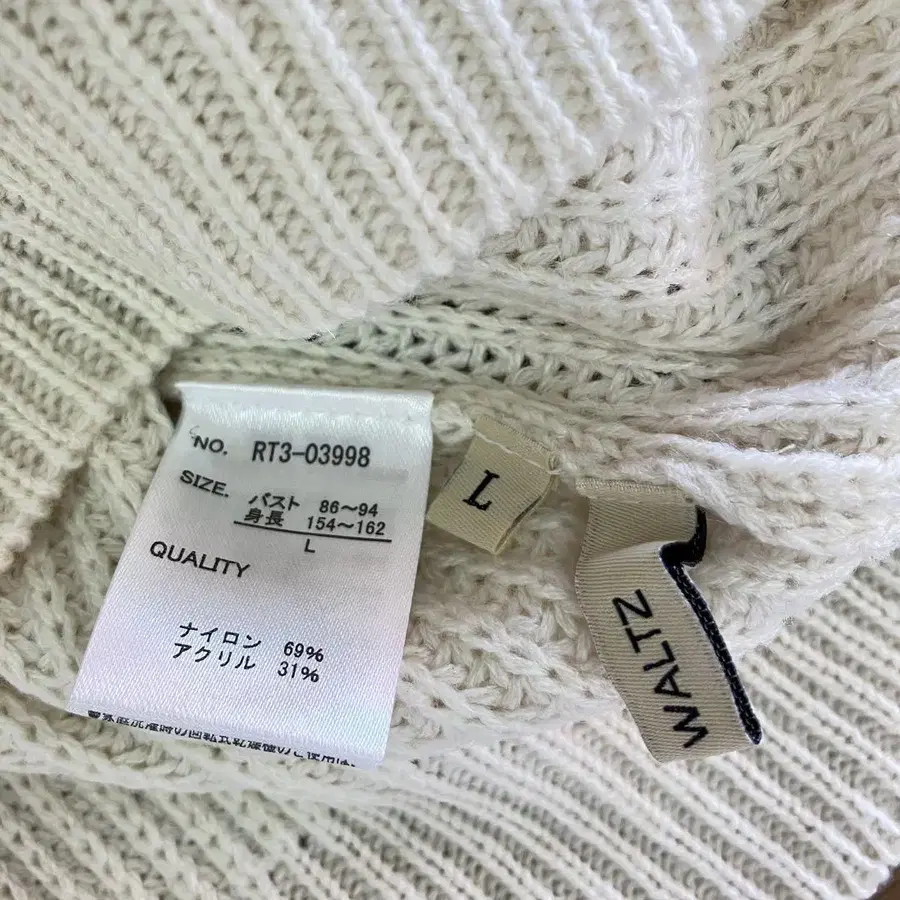 NO. RT3-03998
SIZE. バスト 86〜94
身長 154〜162
L
QUALITY
ナイロン 69%
アクリル 31%
L
WALTZ